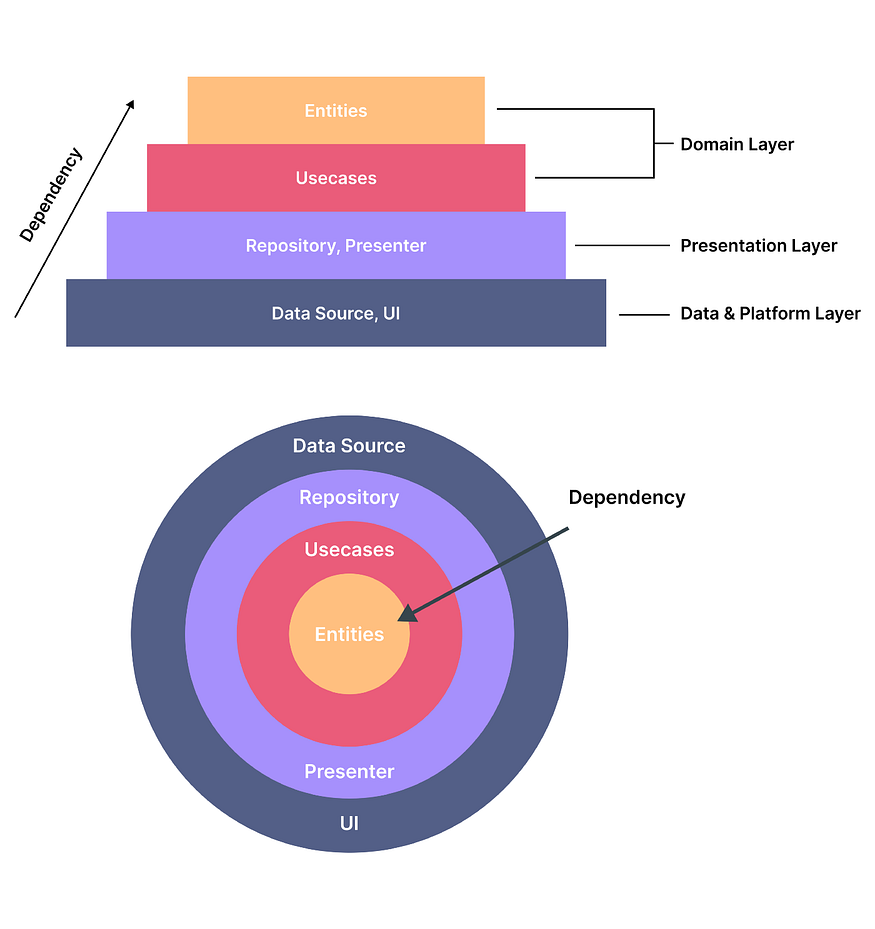 Entities
Domain Layer
Usecases
Dependency
Repository, Presenter
Presentation Layer
Data Source, UI
Data & Platform Layer
Data Source
Repository
Dependency
Usecases
Entities
Presenter
UI